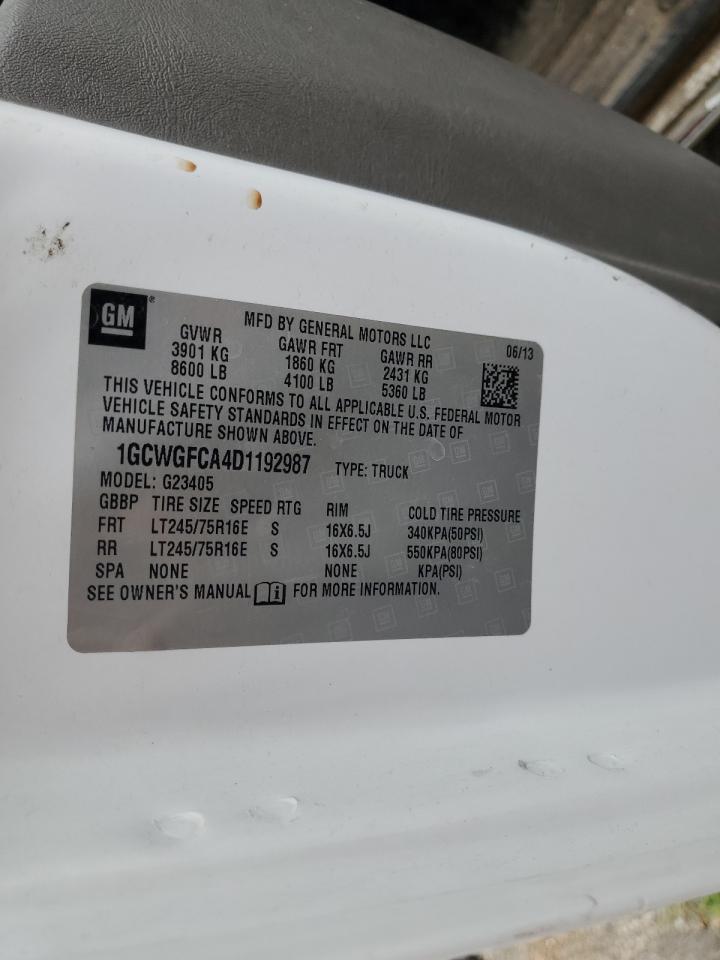 GM ®
MFD BY GENERAL MOTORS LLC 06/13
GVWR GAWR FRT GAWR RR
3901 KG 1860 KG 2431 KG
8600 LB 4100 LB 5360 LB
THIS VEHICLE CONFORMS TO ALL APPLICABLE U.S. FEDERAL MOTOR
VEHICLE SAFETY STANDARDS IN EFFECT ON THE DATE OF
MANUFACTURE SHOWN ABOVE.
1GCWGFCA4D1192987 TYPE: TRUCK
MODEL: G23405
GBBP TIRE SIZE SPEED RTG RIM COLD TIRE PRESSURE
FRT LT245/75R16E S 16X6.5J 340KPA(50PSI)
RR LT245/75R16E S 16X6.5J 550KPA(80PSI)
SPA NONE NONE KPA(PSI)
SEE OWNER'S MANUAL i FOR MORE INFORMATION.